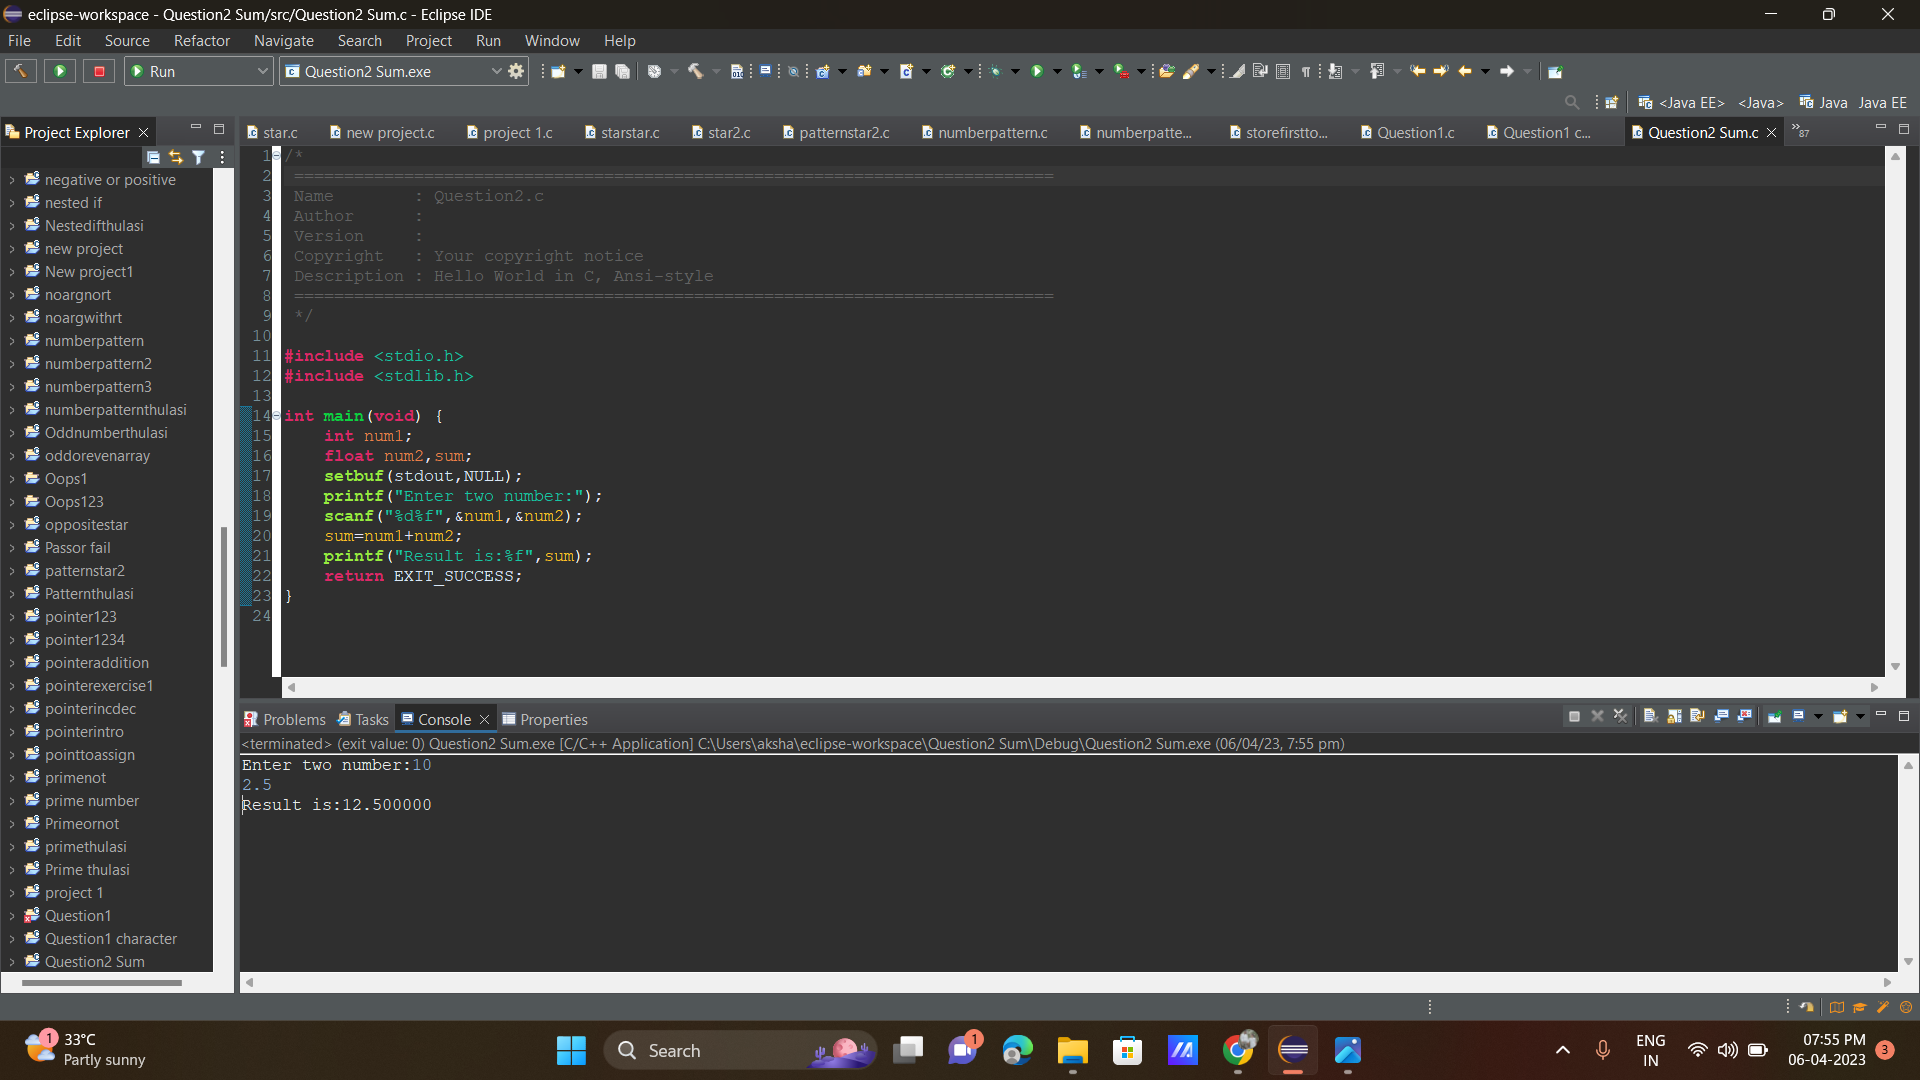 eclipse-workspace - Question2 Sum/src/Question2 Sum.c - Eclipse IDE
File Edit Source Refactor Navigate Search Project Run Window Help
Run Question2 Sum.exe
<Java EE> <Java> Java Java EE
Project Explorer
star.c new project.c project 1.c starstar.c star2.c patternstar2.c numberpattern.c numberpatte... storefirstto... Question1.c Question1 c... Question2 Sum.c »87
negative or positive
nested if
Nestedifthulasi
new project
New project1
noargnort
noargwithrt
numberpattern
numberpattern2
numberpattern3
numberpatternthulasi
Oddnumberthulasi
oddorevenarray
Oops1
Oops123
oppositestar
Passor fail
patternstar2
Patternthulasi
pointer123
pointer1234
pointeraddition
pointerexercise1
pointerincdec
pointerintro
pointtoassign
primenot
prime number
Primeornot
primethulasi
Prime thulasi
project 1
Question1
Question1 character
Question2 Sum
1 /*
2 ============================================================================
3 Name : Question2.c
4 Author :
5 Version :
6 Copyright : Your copyright notice
7 Description : Hello World in C, Ansi-style
8 ============================================================================
9 */
10
11 #include <stdio.h>
12 #include <stdlib.h>
13
14 int main(void) {
15 int num1;
16 float num2,sum;
17 setbuf(stdout,NULL);
18 printf("Enter two number:");
19 scanf("%d%f",&num1,&num2);
20 sum=num1+num2;
21 printf("Result is:%f",sum);
22 return EXIT_SUCCESS;
23 }
24
Problems Tasks Console Properties
<terminated> (exit value: 0) Question2 Sum.exe [C/C++ Application] C:\Users\aksha\eclipse-workspace\Question2 Sum\Debug\Question2 Sum.exe (06/04/23, 7:55 pm)
Enter two number:10
2.5
Result is:12.500000
1
33°C
Partly sunny
Search
1
ENG
IN
07:55 PM
06-04-2023
3